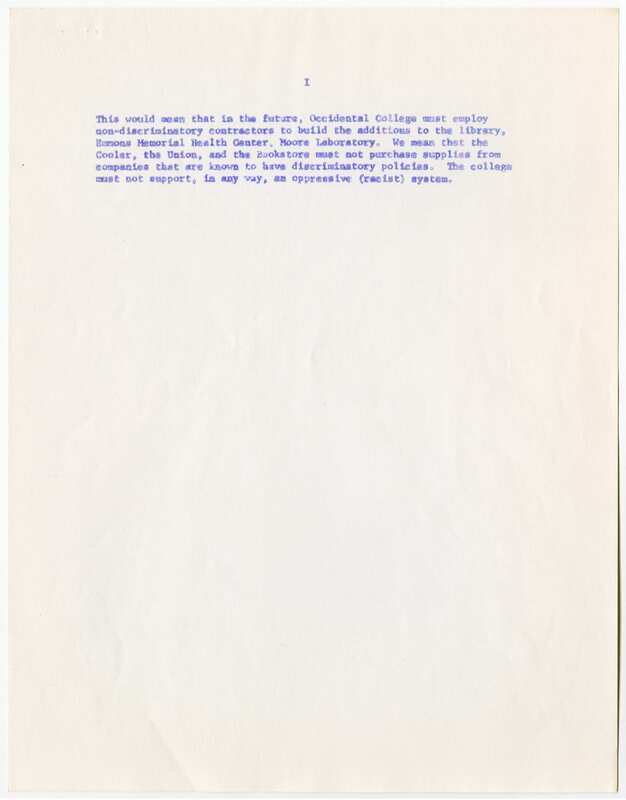 I
This would mean that in the future, Occidental College must employ
non-discriminatory contractors to build the additions to the library,
Emmons Memorial Health Center, Moore Laboratory. We mean that the
Cooler, the Union, and the Bookstore must not purchase supplies from
companies that are known to have discriminatory policies. The college
must not support, in any way, an oppressive (racist) system.